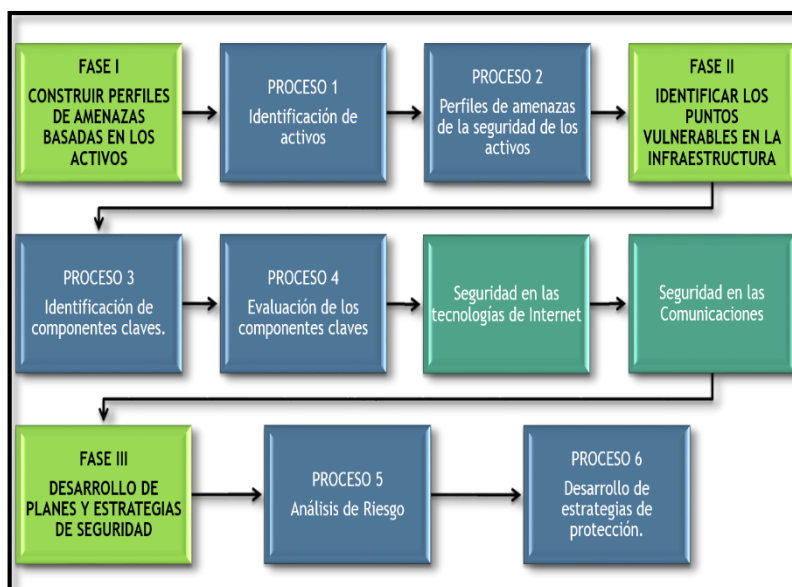 FASE I
CONSTRUIR PERFILES
DE AMENAZAS
BASADAS EN LOS
ACTIVOS
PROCESO 1
Identificación de
activos
PROCESO 2
Perfiles de amenazas
de la seguridad de los
activos
FASE II
IDENTIFICAR LOS
PUNTOS
VULNERABLES EN LA
INFRAESTRUCTURA
PROCESO 3
Identificación de
componentes claves.
PROCESO 4
Evaluación de los
componentes claves
Seguridad en las
tecnologías de Internet
Seguridad en las
Comunicaciones
FASE III
DESARROLLO DE
PLANES Y ESTRATEGIAS
DE SEGURIDAD
PROCESO 5
Análisis de Riesgo
PROCESO 6
Desarrollo de
estrategias de
protección.